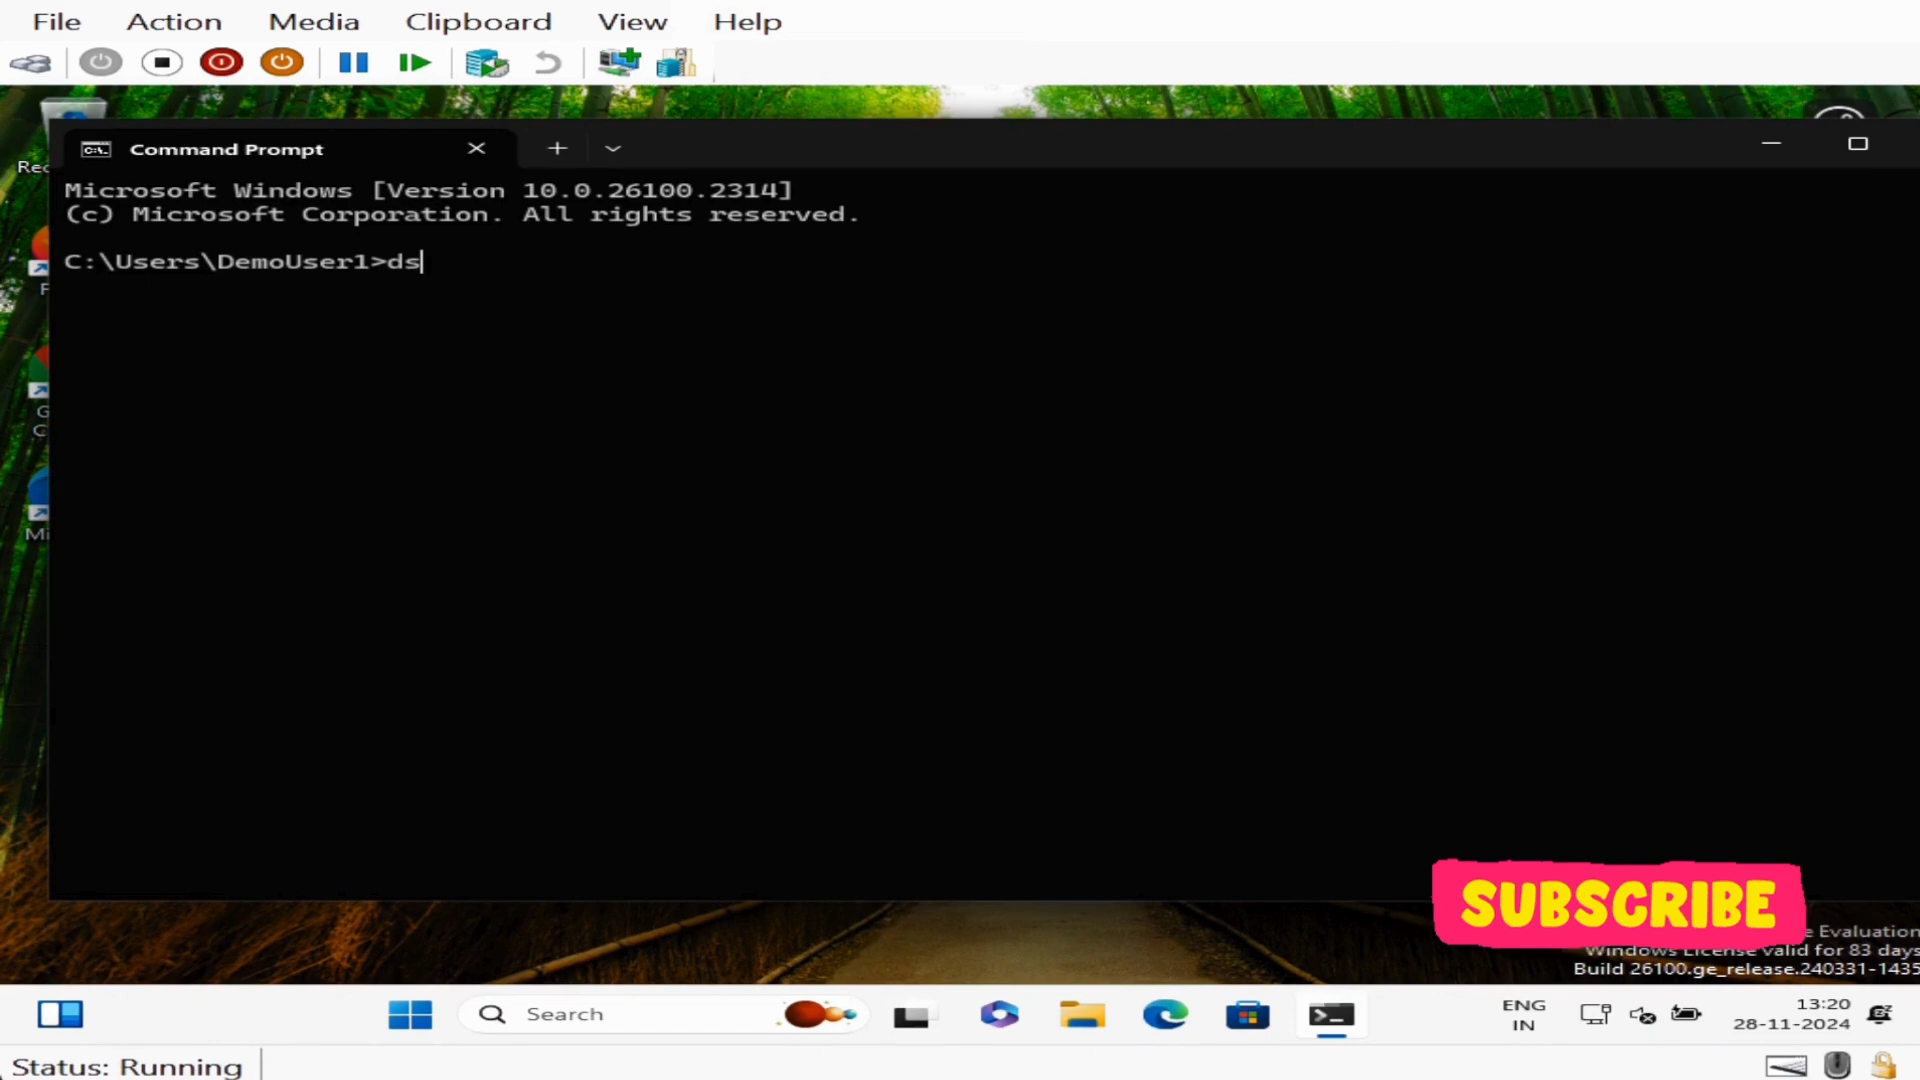 File Action Media Clipboard View Help
Command Prompt
Microsoft Windows [Version 10.0.26100.2314]
(c) Microsoft Corporation. All rights reserved.
C:\Users\DemoUser1>ds
SUBSCRIBE
Evaluation
Windows License valid for 83 days
Build 26100.ge_release.240331-1435
Search
ENG
IN
13:20
28-11-2024
Status: Running